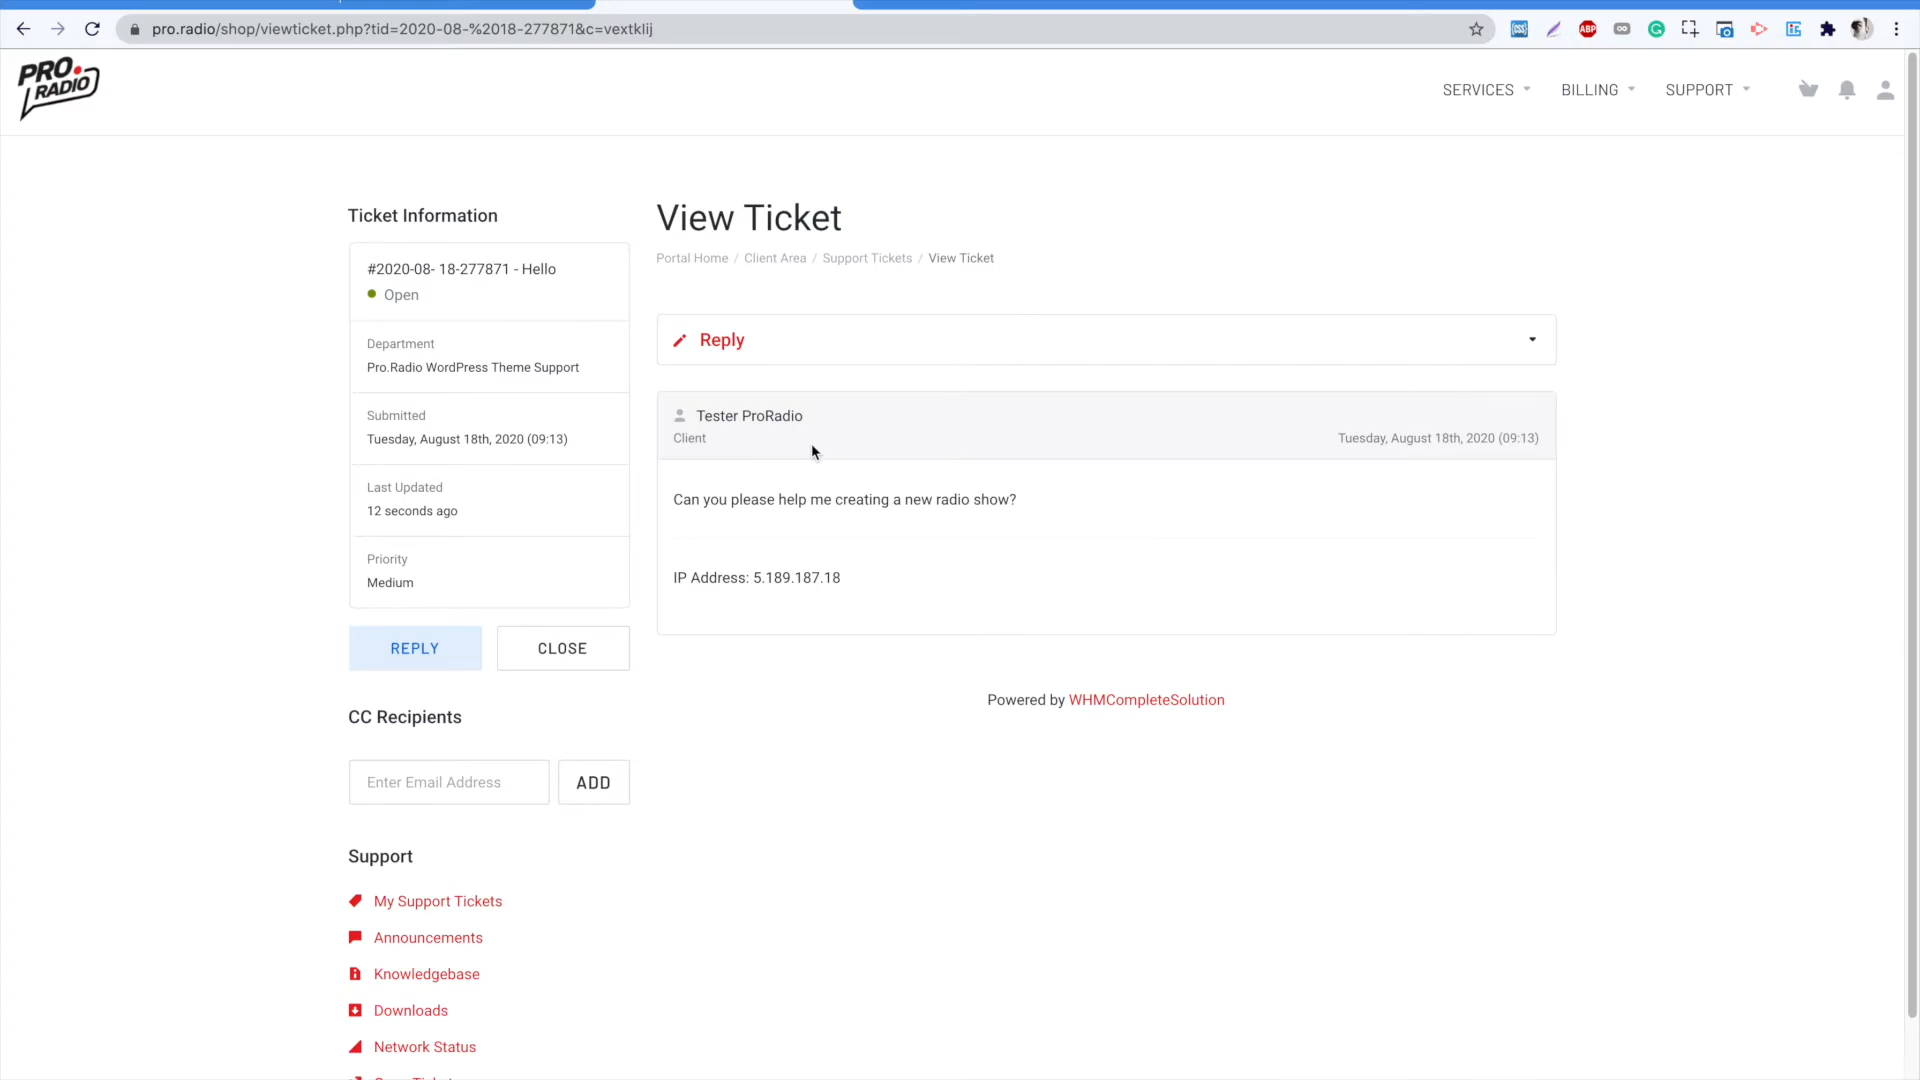 pro.radio/shop/viewticket.php?tid=2020-08-%2018-277871&c=vextklij
{css}
ABP
PRO.
RADIO
SERVICES
BILLING
SUPPORT
Ticket Information
#2020-08- 18-277871 - Hello
Open
Department
Pro.Radio WordPress Theme Support
Submitted
Tuesday, August 18th, 2020 (09:13)
Last Updated
12 seconds ago
Priority
Medium
REPLY
CLOSE
CC Recipients
Enter Email Address
ADD
Support
My Support Tickets
Announcements
Knowledgebase
Downloads
Network Status
View Ticket
Portal Home / Client Area / Support Tickets / View Ticket
Reply
Tester ProRadio
Client
Tuesday, August 18th, 2020 (09:13)
Can you please help me creating a new radio show?
IP Address: 5.189.187.18
Powered by WHMCompleteSolution